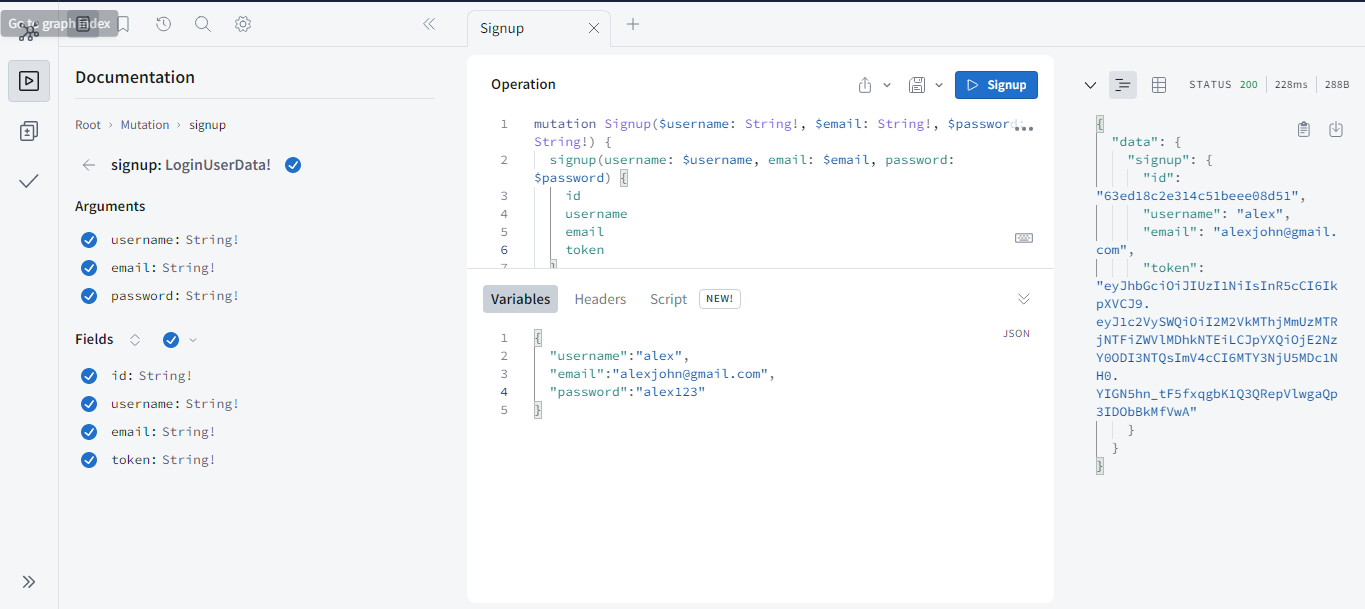 Go to graph index
Signup
Documentation
Root › Mutation › signup
signup: LoginUserData!
Arguments
username: String!
email: String!
password: String!
Fields
id: String!
username: String!
email: String!
token: String!
Operation
Signup
1 mutation Signup($username: String!, $email: String!, $password:
String!) {
2 signup(username: $username, email: $email, password:
$password) {
3 id
4 username
5 email
6 token
7 }
Variables Headers Script NEW!
JSON
1 {
2 "username":"alex",
3 "email":"alexjohn@gmail.com",
4 "password":"alex123"
5 }
STATUS 200 228ms 288B
{
"data": {
"signup": {
"id":
"63ed18c2e314c51beee08d51",
"username": "alex",
"email": "alexjohn@gmail.
com",
"token":
"eyJhbGciOiJIUzI1NiIsInR5cCI6Ik
pXVCJ9.
eyJ1c2VySWQiOiI2M2VkMThjMmUzMTR
jNTFiZWVlMDhkNTEiLCJpYXQiOjE2Nz
Y0ODI3NTQsImV4cCI6MTY3NjU5MDc1N
H0.
YIGN5hn_tF5fxqgbK1Q3QRepVlwgaQp
3IDObBkMfVwA"
}
}
}